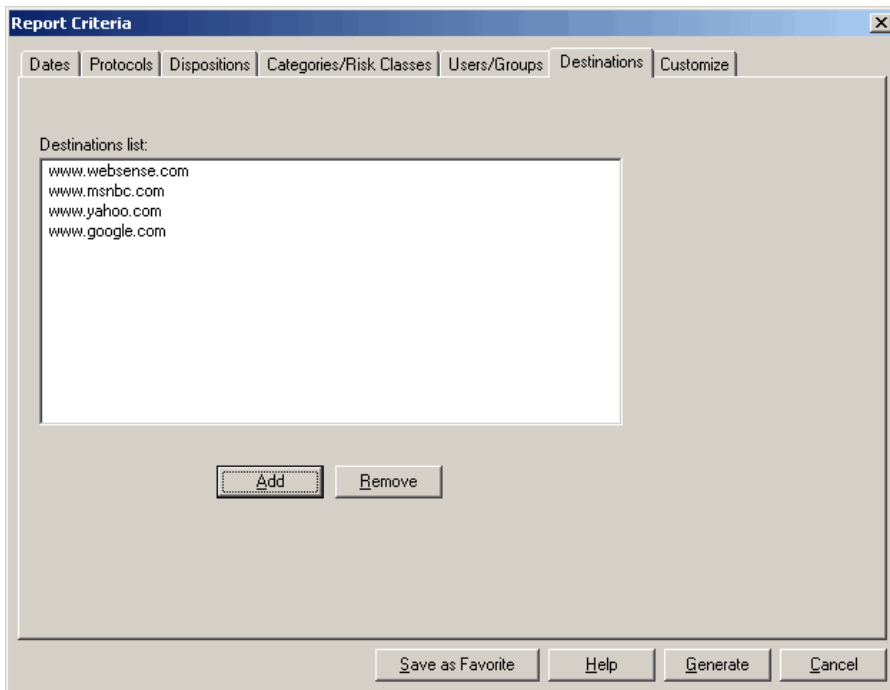 Report Criteria
Dates Protocols Dispositions Categories/Risk Classes Users/Groups Destinations Customize
Destinations list:
www.websense.com
www.msnbc.com
www.yahoo.com
www.google.com
Add Remove
Save as Favorite Help Generate Cancel